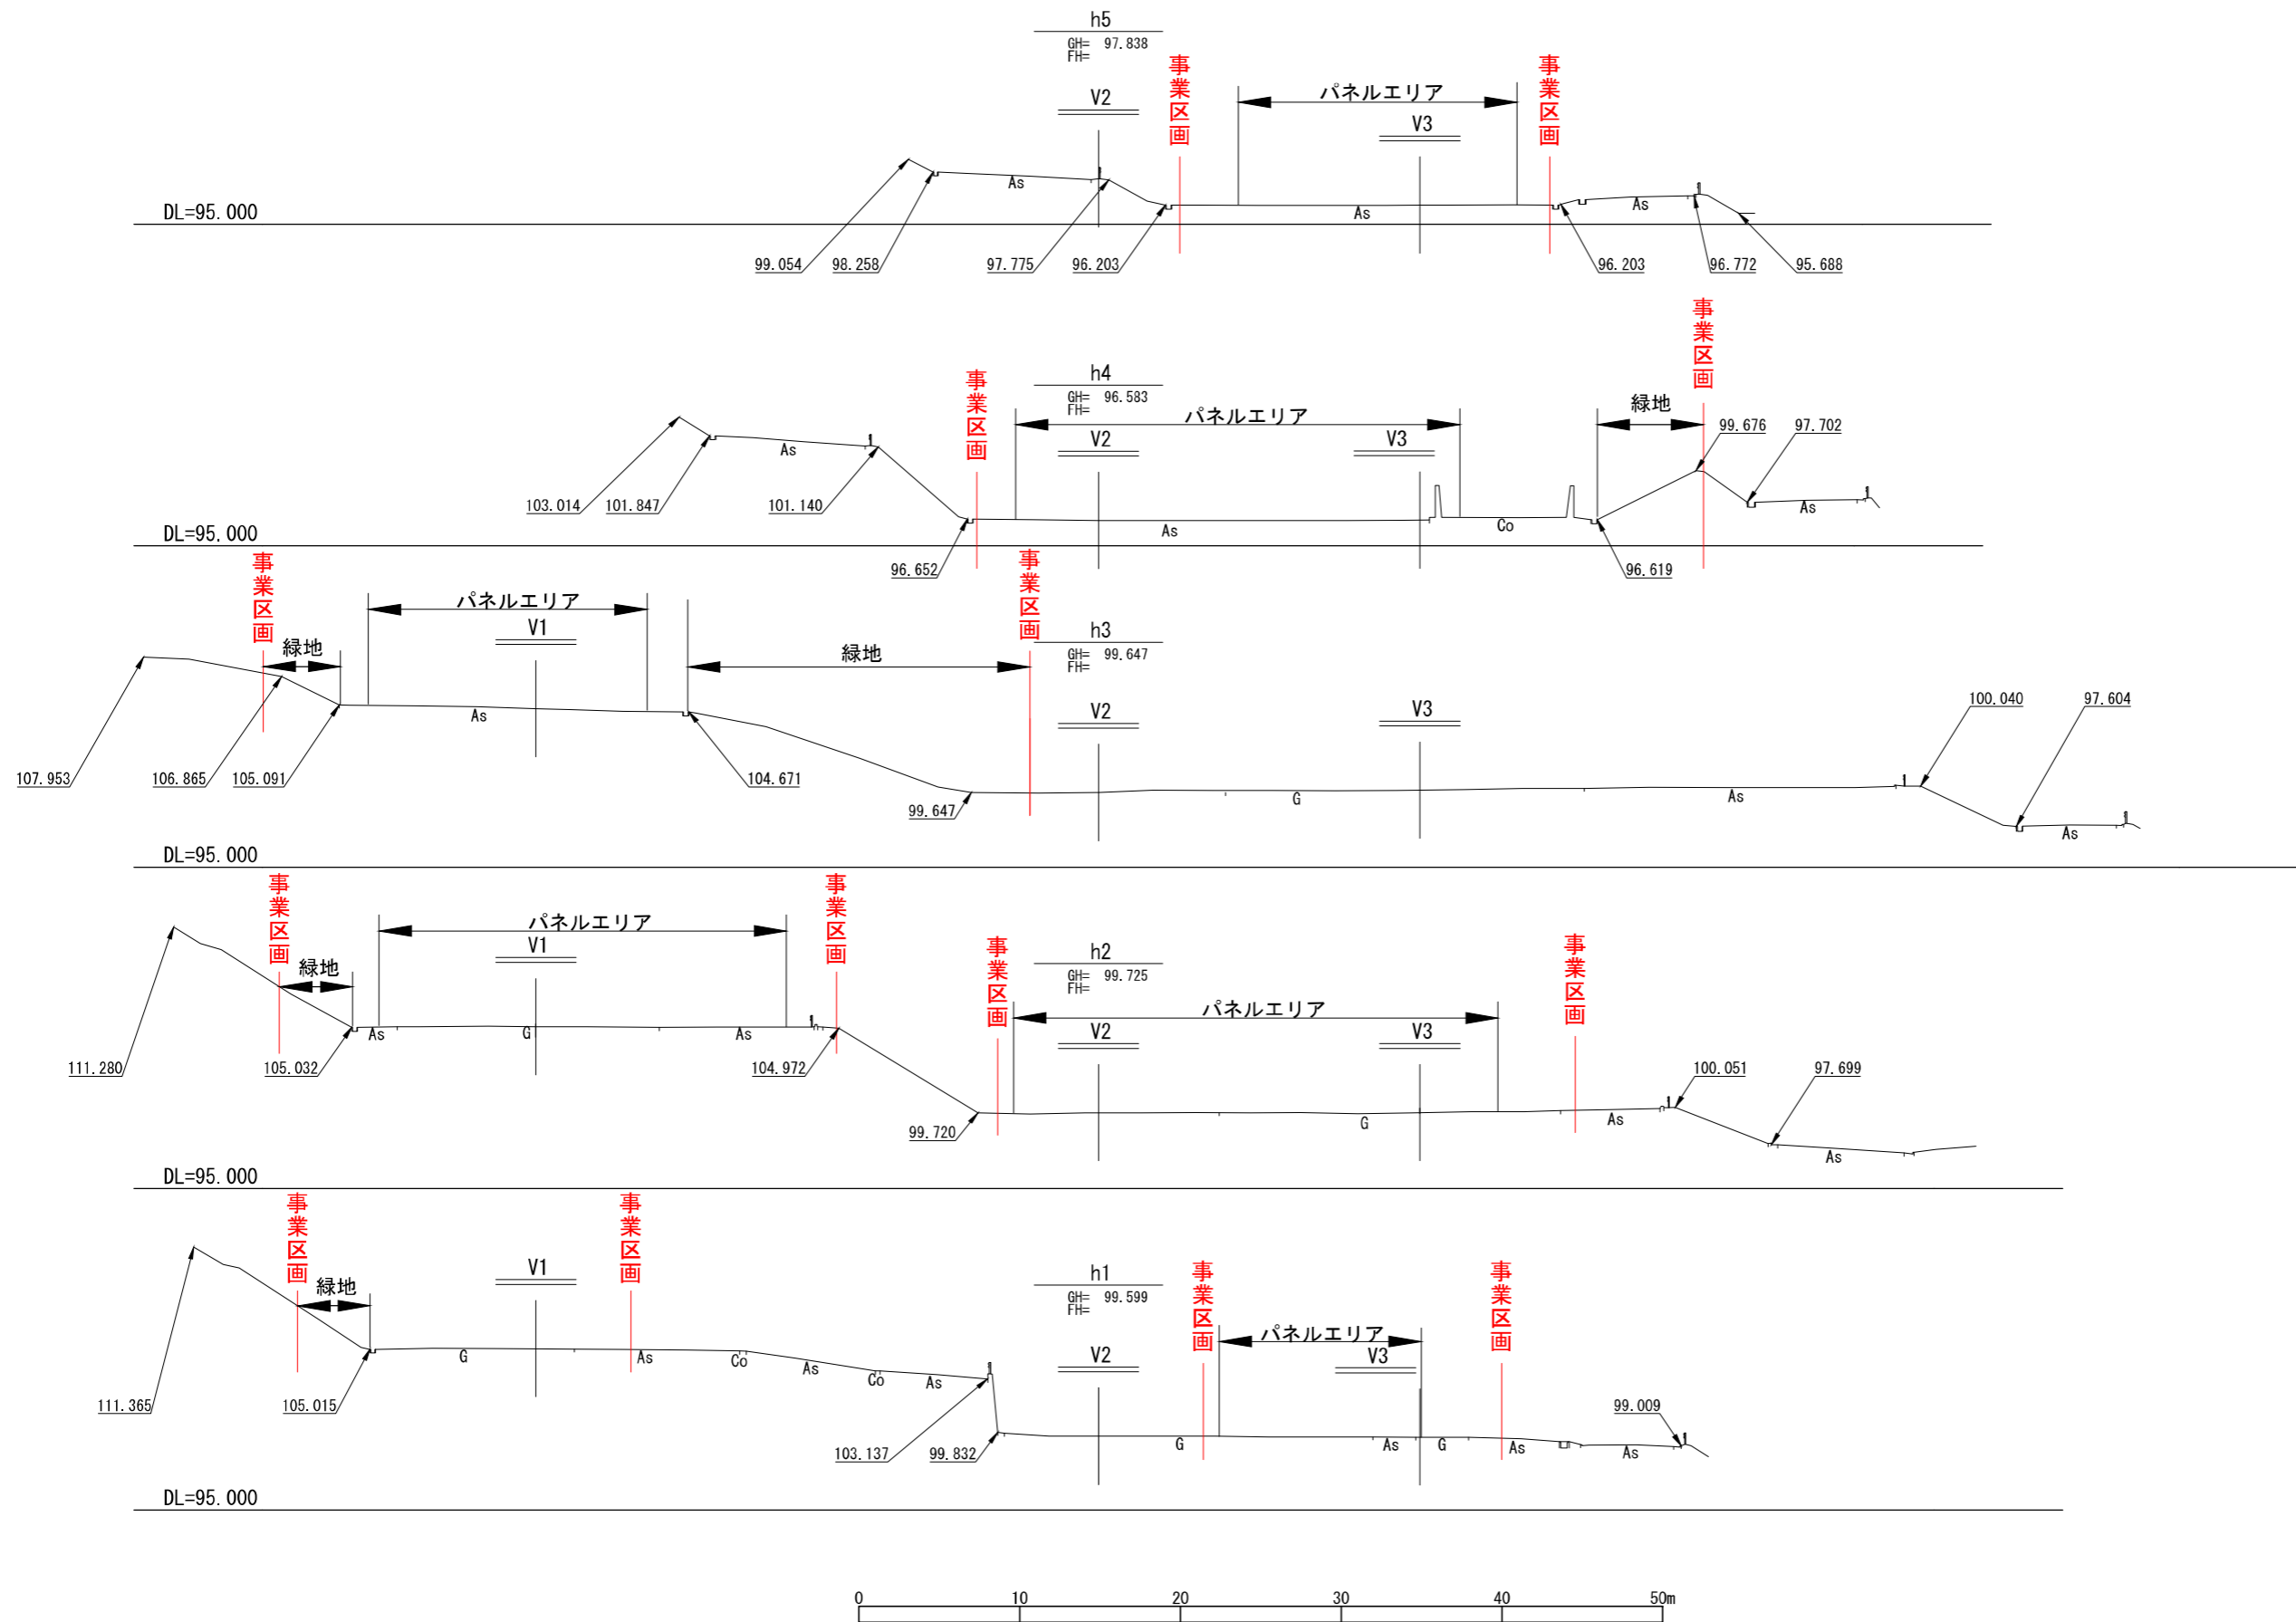 h5
GH= 97.838
FH=
事業区画
事業区画
パネルエリア
V2
V3
As
As
As
DL=95.000
99.054
98.258
97.775
96.203
96.203
96.772
95.688
事業区画
h4
GH= 96.583
FH=
事業区画
パネルエリア
緑地
V2
V3
99.676
97.702
As
103.014
101.847
101.140
As
Co
As
DL=95.000
96.652
96.619
事業区画
事業区画
パネルエリア
V1
緑地
緑地
h3
GH= 99.647
FH=
V2
V3
100.040
97.604
As
107.953
106.865
105.091
104.671
99.647
G
As
As
DL=95.000
事業区画
事業区画
パネルエリア
V1
緑地
事業区画
h2
GH= 99.725
FH=
事業区画
パネルエリア
V2
V3
As
G
As
111.280
105.032
104.972
100.051
97.699
99.720
G
As
As
DL=95.000
事業区画
事業区画
V1
緑地
h1
GH= 99.599
FH=
事業区画
事業区画
パネルエリア
V2
V3
G
As
Co
As
Co
As
111.365
105.015
103.137
99.832
99.009
G
As
G
As
As
DL=95.000
0 10 20 30 40 50m